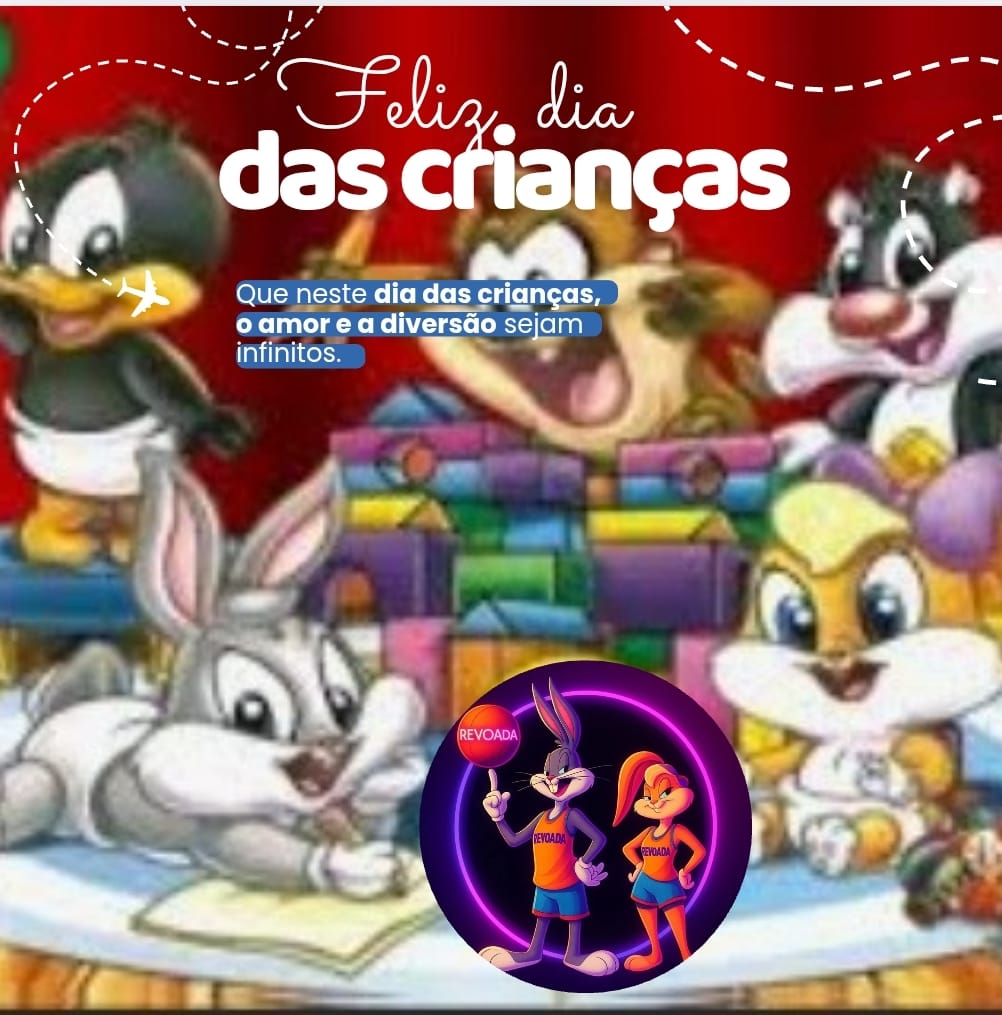 Feliz dia
das crianças
Que neste dia das crianças,
o amor e a diversão sejam
infinitos.
REVOADA
REVOADA
REVOADA